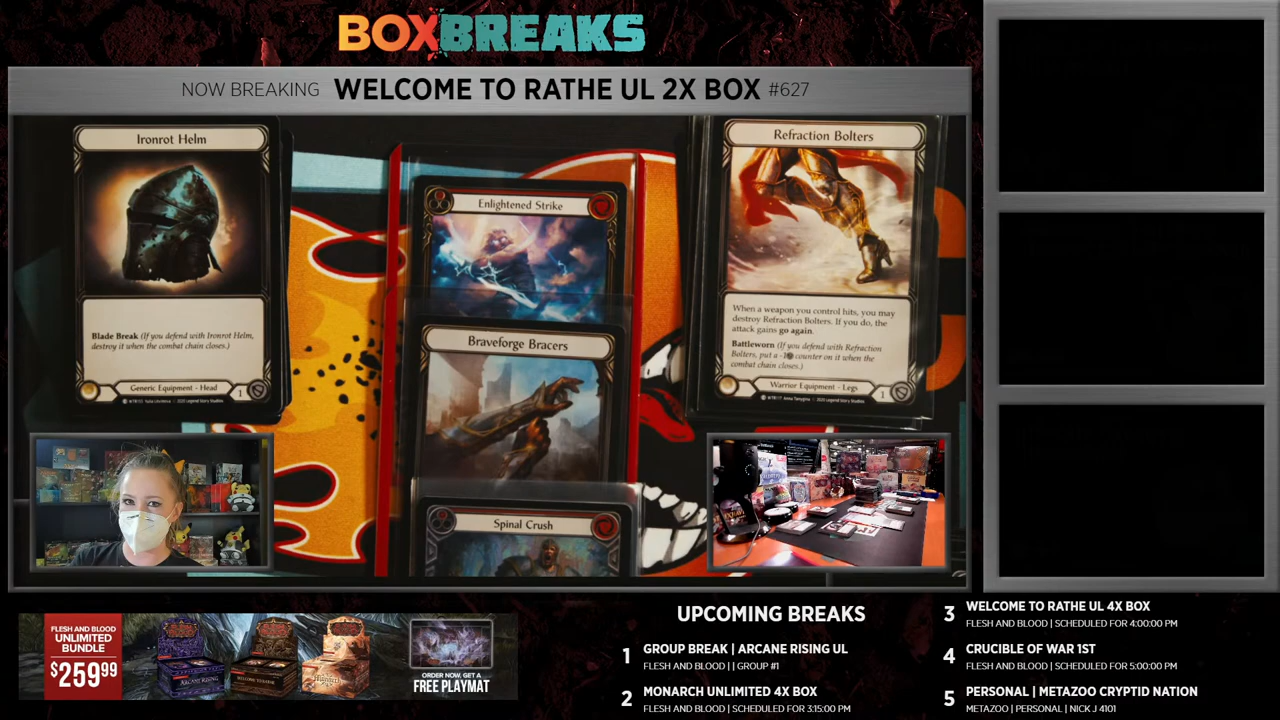 BOXBREAKS
NOW BREAKING WELCOME TO RATHE UL 2X BOX #627
Ironrot Helm
Blade Break (If you defend with Ironrot Helm,
destroy it when the combat chain closes.)
Generic Equipment - Head
1
Enlightened Strike
Braveforge Bracers
Spinal Crush
Refraction Bolters
When a weapon you control hits, you may
destroy Refraction Bolters. If you do, the
attack gains go again.
Battleworn (If you defend with Refraction
Bolters, put a -1 counter on it when the
combat chain closes.)
Warrior Equipment - Legs
1
FLESH AND BLOOD
UNLIMITED
BUNDLE
$259.99
ARCANE RISING
WELCOME TO RATHE
ORDER NOW, GET A
FREE PLAYMAT
UPCOMING BREAKS
1 GROUP BREAK | ARCANE RISING UL
FLESH AND BLOOD | | GROUP #1
2 MONARCH UNLIMITED 4X BOX
FLESH AND BLOOD | SCHEDULED FOR 3:15:00 PM
3 WELCOME TO RATHE UL 4X BOX
FLESH AND BLOOD | SCHEDULED FOR 4:00:00 PM
4 CRUCIBLE OF WAR 1ST
FLESH AND BLOOD | SCHEDULED FOR 5:00:00 PM
5 PERSONAL | METAZOO CRYPTID NATION
METAZOO | PERSONAL | NICK J 4101